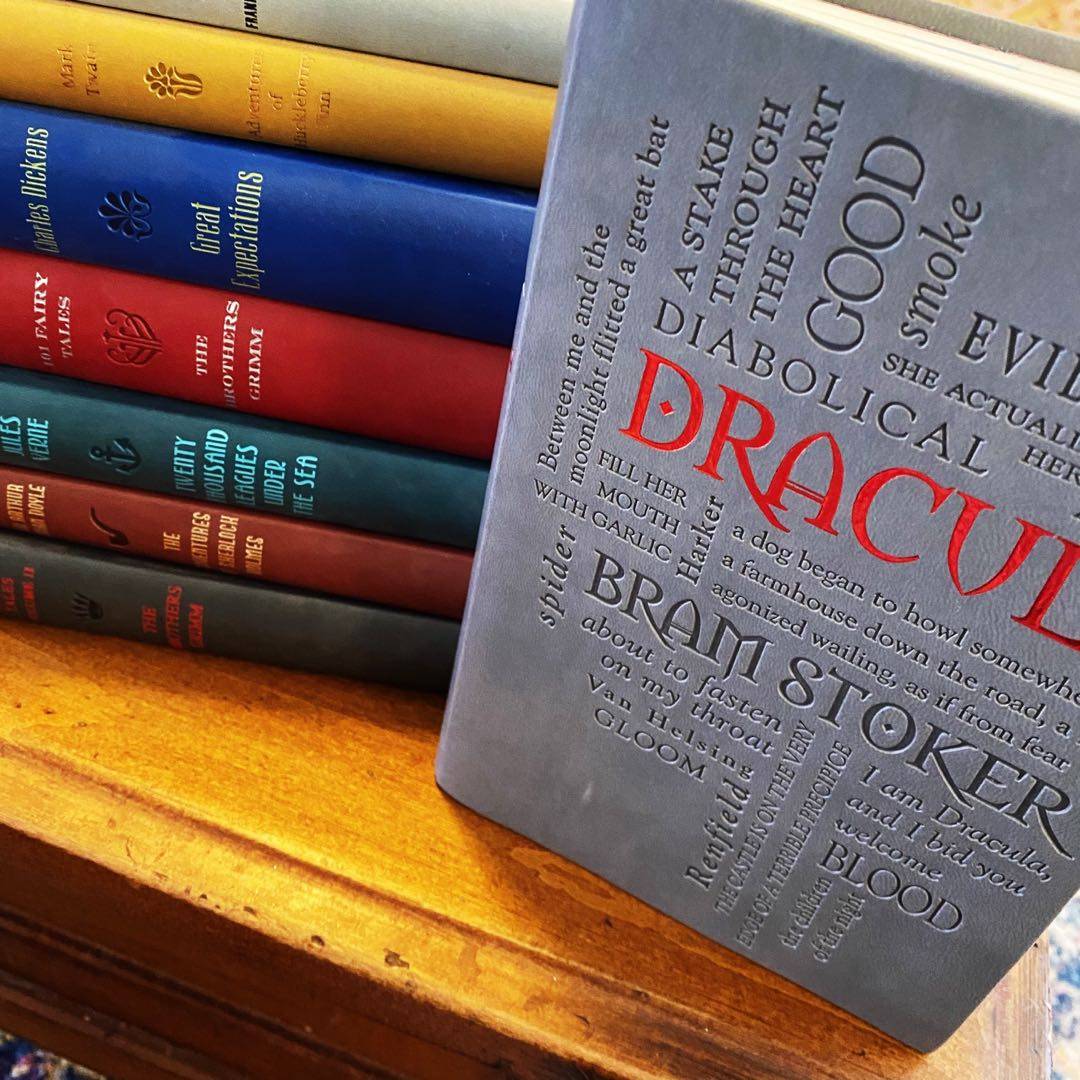 FRANK
Mark
Twain
Adventures
of
Huckleberry
Finn
Charles Dickens
Great
Expectations
101 FAIRY
TALES
THE
BROTHERS
GRIMM
JULES
VERNE
TWENTY
THOUSAND
LEAGUES
UNDER
THE SEA
ARTHUR
DOYLE
THE
SHERLOCK
HOLMES
II
THE
BROTHERS
GRIMM
Between me and the
moonlight flitted a great bat
A STAKE
THROUGH
THE HEART
GOOD
smoke
EVIL
DIABOLICAL
SHE ACTUALL
HER
DRACUL
FILL HER
MOUTH
WITH GARLIC
Harker
spider
a dog began to howl somewhe
a farmhouse down the road, a
agonized wailing, as if from fear
BRAM STOKER
about to fasten
on my throat
Van Helsing
GLOOM
Renfield
THE CASTLE IS ON THE VERY
EDGE OF A TERRIBLE PRECIPICE
I am Dracula,
and I bid you
welcome
BLOOD
the children
of the night